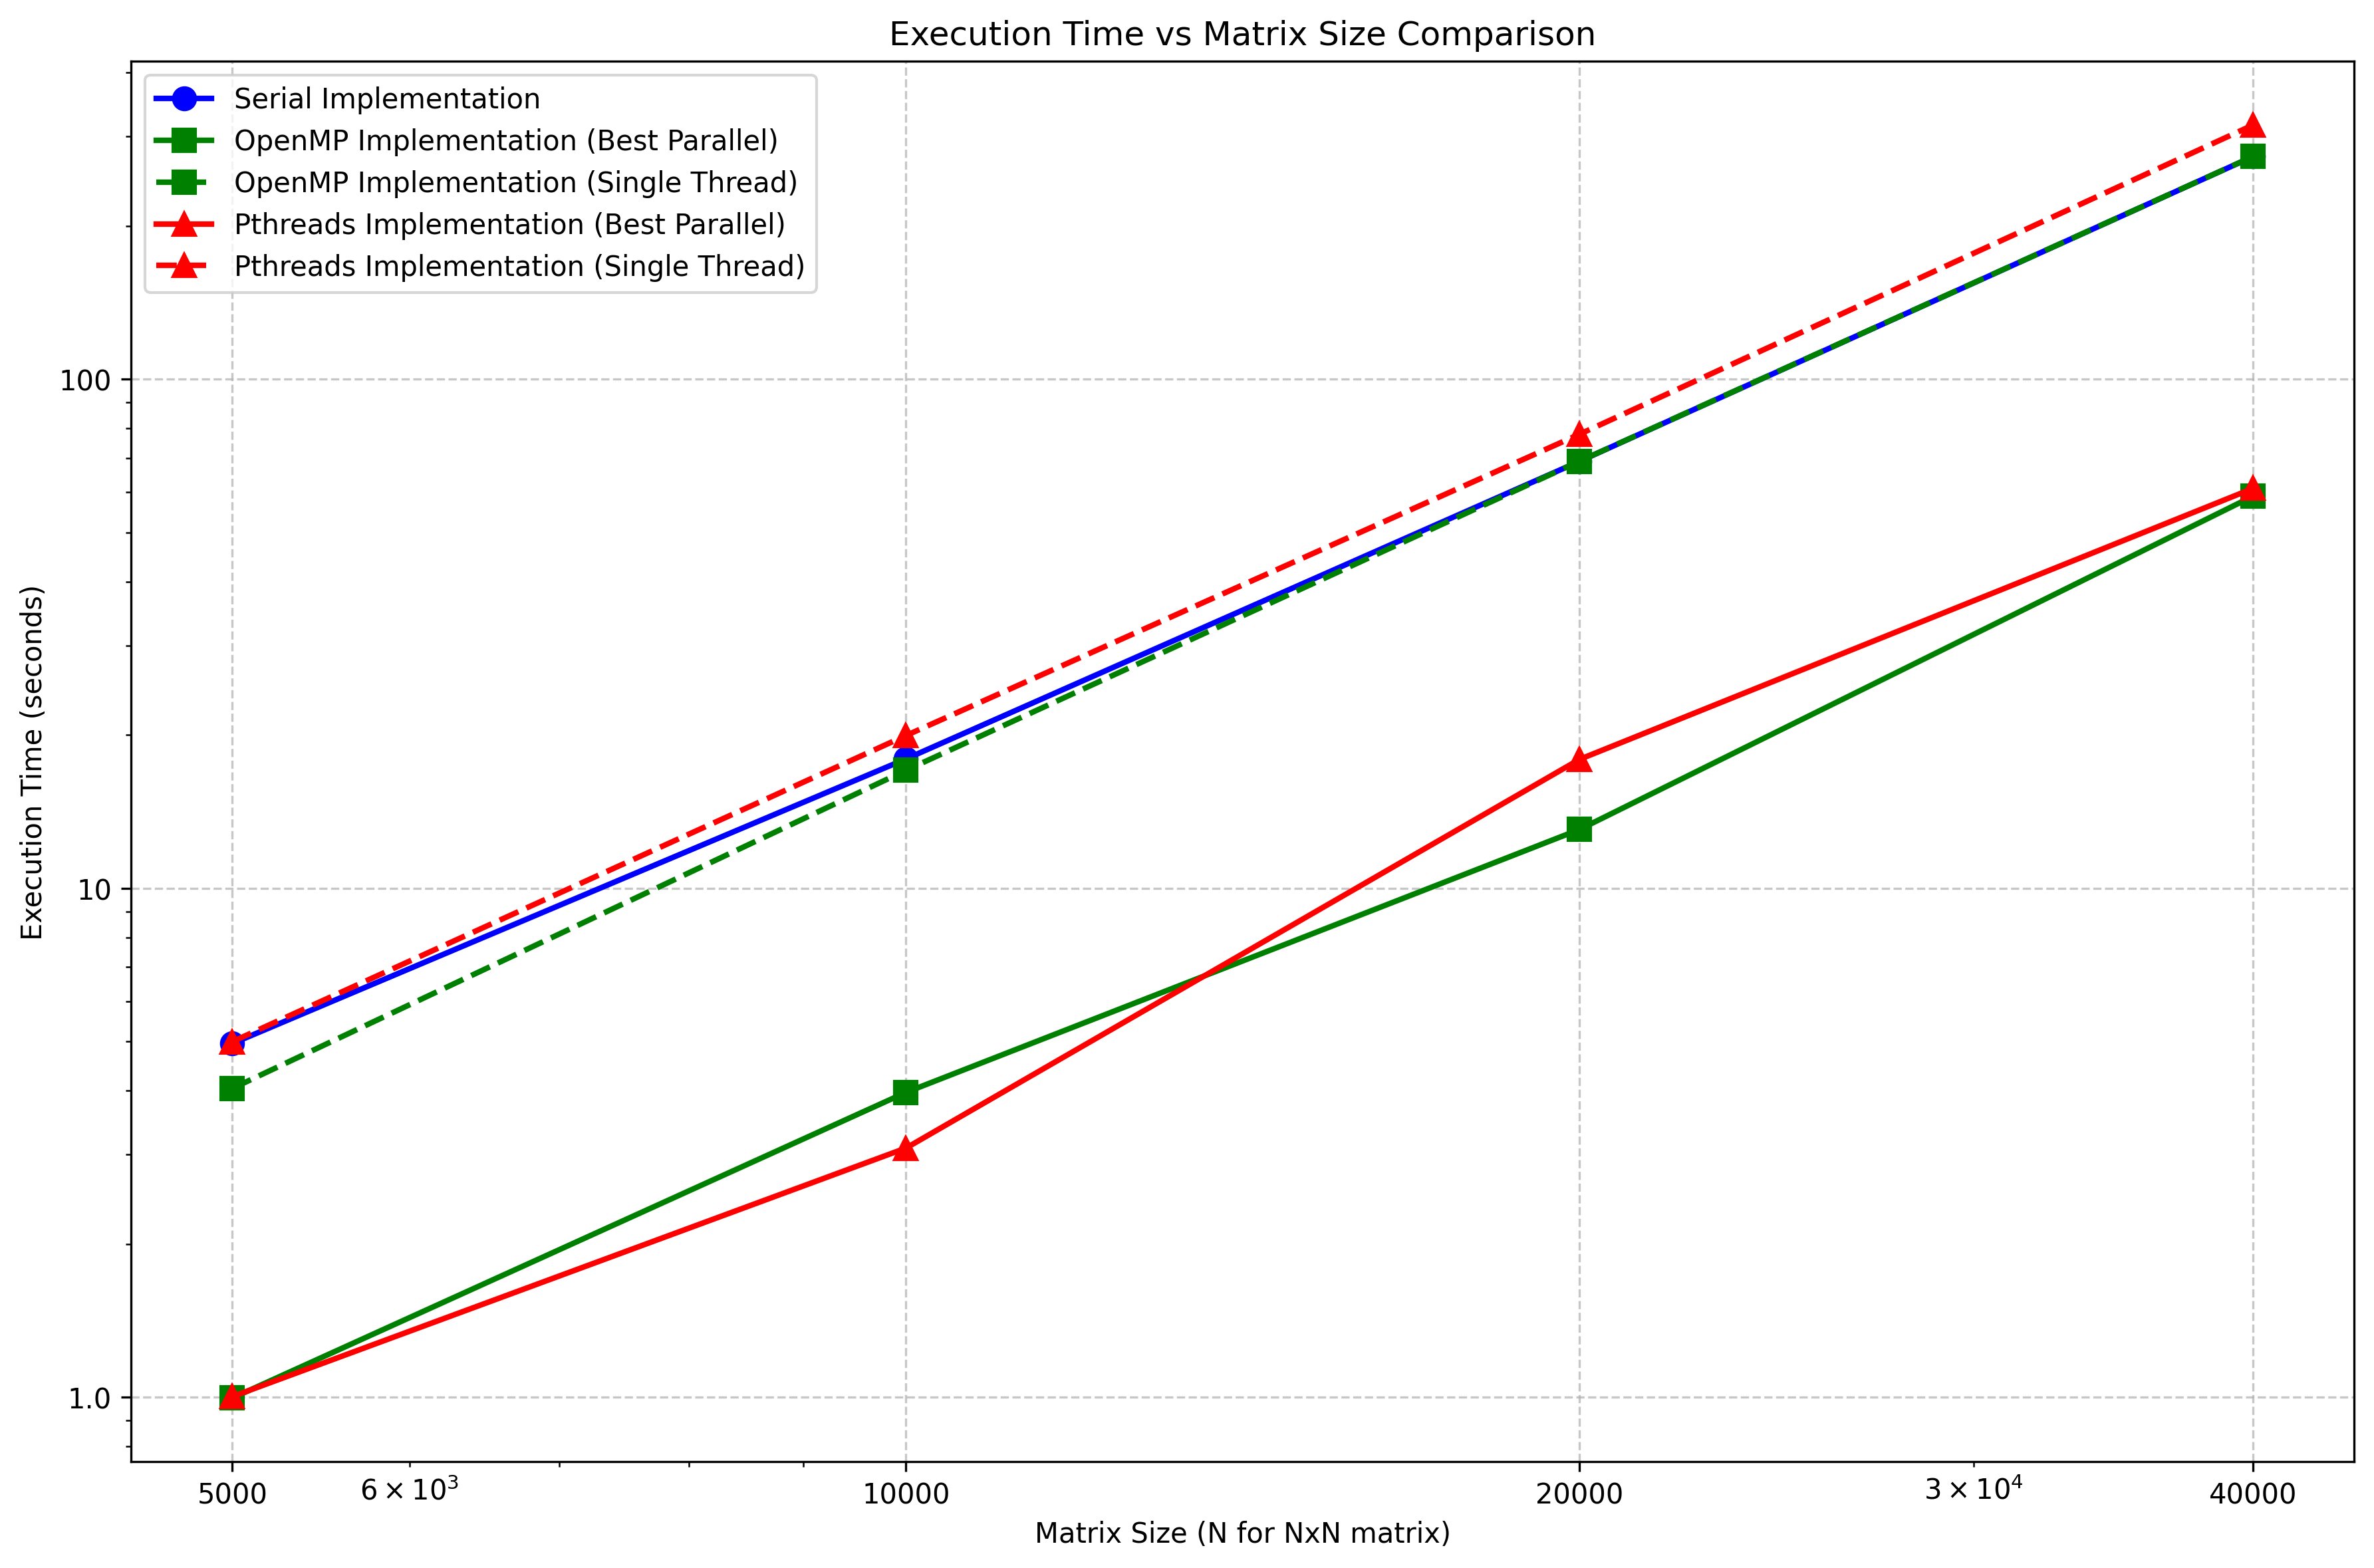 Execution Time vs Matrix Size Comparison
Serial Implementation
OpenMP Implementation (Best Parallel)
OpenMP Implementation (Single Thread)
Pthreads Implementation (Best Parallel)
Pthreads Implementation (Single Thread)
Execution Time (seconds)
100
10
1.0
5000
6 × 10³
10000
20000
3 × 10⁴
40000
Matrix Size (N for NxN matrix)